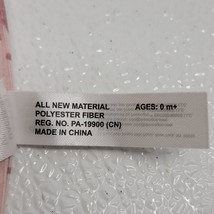 ALL NEW MATERIAL AGES: 0 m+
POLYESTER FIBER
REG. NO. PA-19900 (CN)
MADE IN CHINA